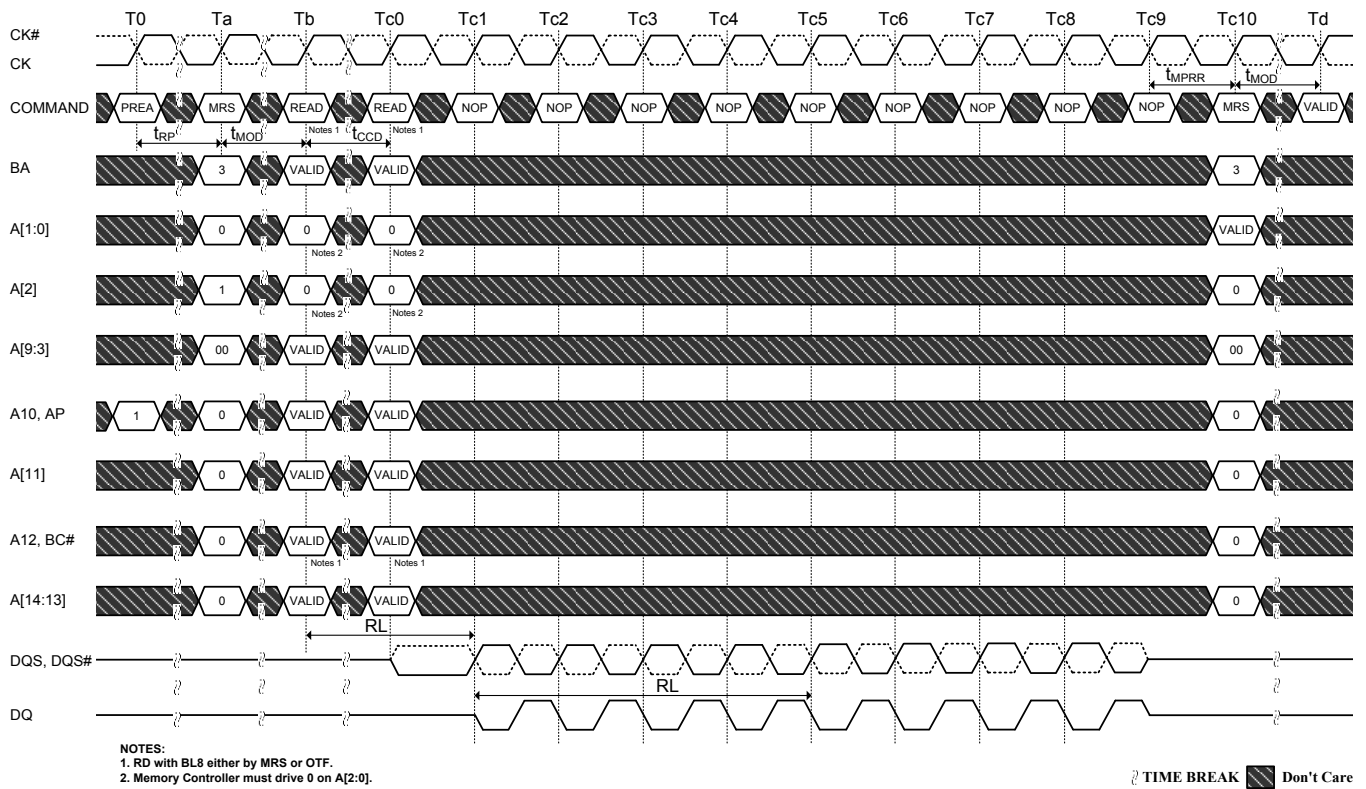 T0 Ta Tb Tc0 Tc1 Tc2 Tc3 Tc4 Tc5 Tc6 Tc7 Tc8 Tc9 Tc10 Td
CK#
CK
tMPRR tMOD
COMMAND PREA MRS READ READ NOP NOP NOP NOP NOP NOP NOP NOP NOP MRS VALID
Notes 1 Notes 1
tRP tMOD tCCD
BA 3 VALID VALID 3
A[1:0] 0 0 0 VALID
Notes 2 Notes 2
A[2] 1 0 0 0
Notes 2 Notes 2
A[9:3] 00 VALID VALID 00
A10, AP 1 0 VALID VALID 0
A[11] 0 VALID VALID 0
A12, BC# 0 VALID VALID 0
Notes 1 Notes 1
A[14:13] 0 VALID VALID 0
RL
DQS, DQS#
RL
DQ
NOTES:
1. RD with BL8 either by MRS or OTF.
2. Memory Controller must drive 0 on A[2:0].
TIME BREAK Don't Care